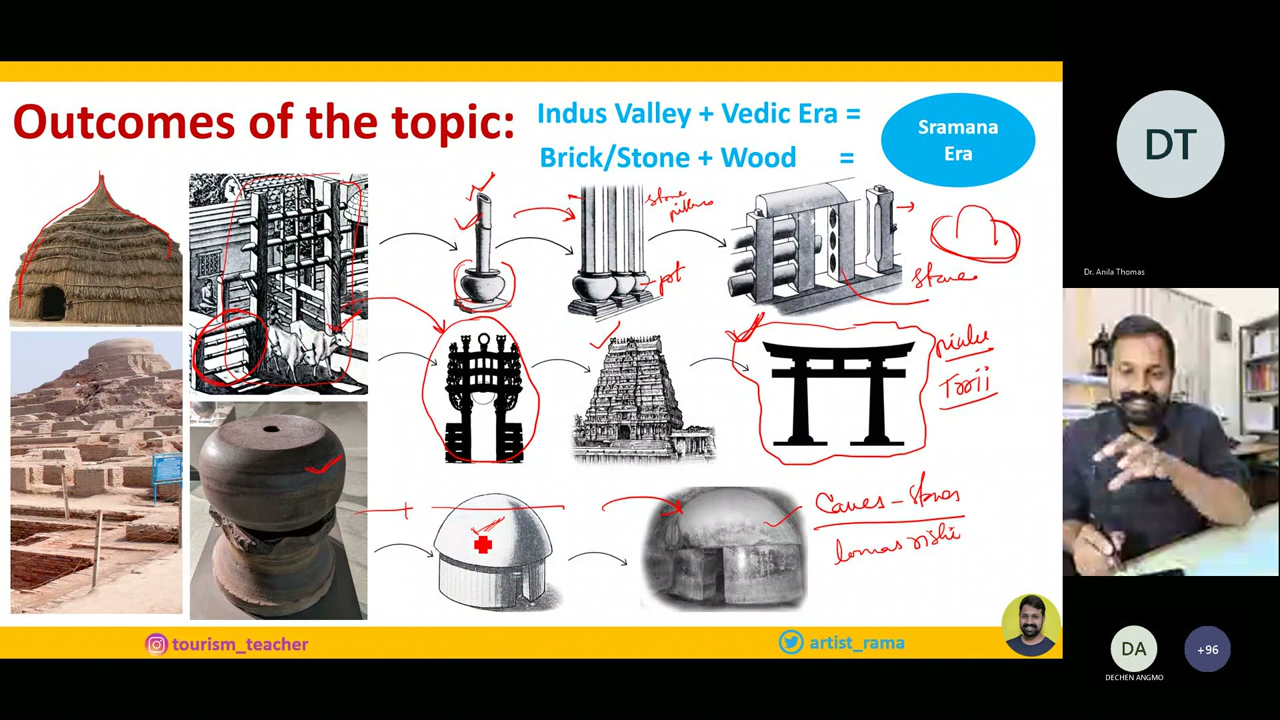 Outcomes of the topic:
Indus Valley + Vedic Era =
Brick/Stone + Wood =
Sramana
Era
stone
pillars
pot
stones
Torii
Caves - stones
lomas rishi
tourism_teacher
artist_rama
DT
Dr. Anila Thomas
DA
DECHEN ANGMO
+96